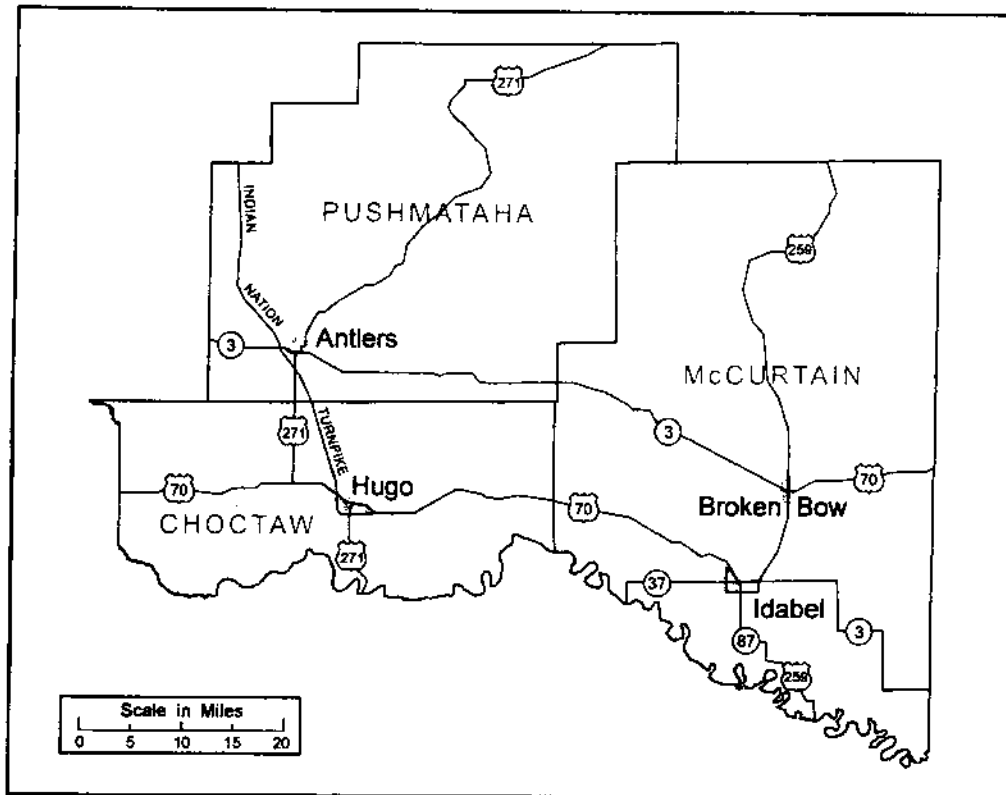 271
INDIAN
PUSHMATAHA
259
NATION
3
Antlers
McCURTAIN
271
TURNPIKE
3
70
Hugo
70
CHOCTAW
70
Broken Bow
271
37
Idabel
3
87
259
Scale in Miles
0 5 10 15 20